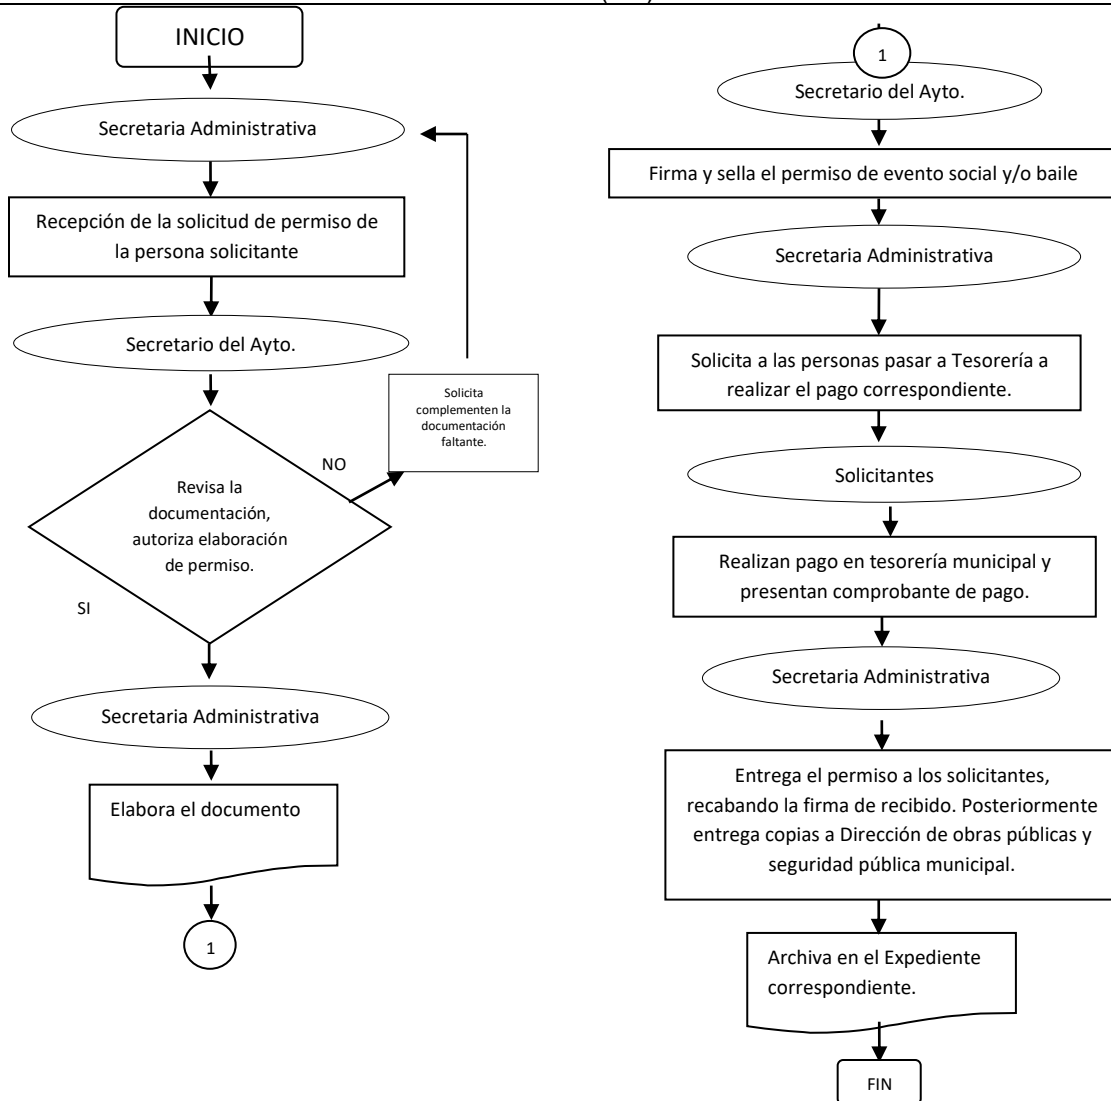 INICIO
Secretaria Administrativa
Recepción de la solicitud de permiso de
la persona solicitante
Secretario del Ayto.
Solicita
complementen la
documentación
faltante.
NO
Revisa la
documentación,
autoriza elaboración
de permiso.
SI
Secretaria Administrativa
Elabora el documento
1
1
Secretario del Ayto.
Firma y sella el permiso de evento social y/o baile
Secretaria Administrativa
Solicita a las personas pasar a Tesorería a
realizar el pago correspondiente.
Solicitantes
Realizan pago en tesorería municipal y
presentan comprobante de pago.
Secretaria Administrativa
Entrega el permiso a los solicitantes,
recabando la firma de recibido. Posteriormente
entrega copias a Dirección de obras públicas y
seguridad pública municipal.
Archiva en el Expediente
correspondiente.
FIN